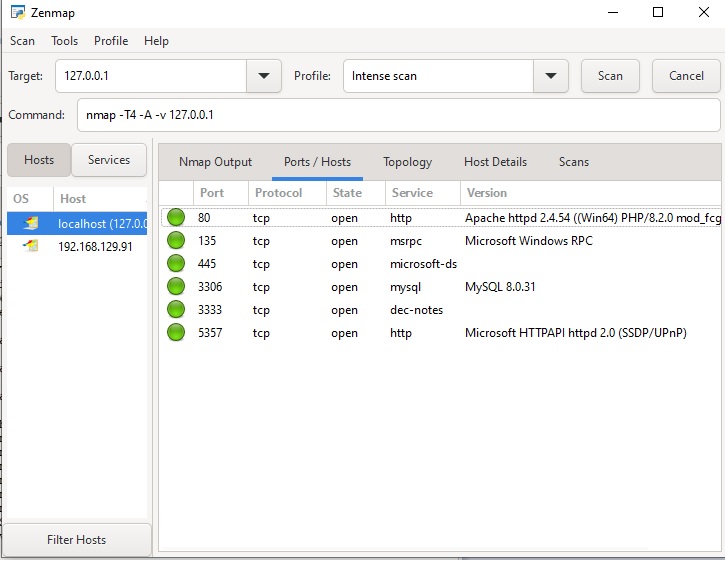 Zenmap
Scan Tools Profile Help
Target: 127.0.0.1 Profile: Intense scan Scan Cancel
Command: nmap -T4 -A -v 127.0.0.1
Hosts Services
Nmap Output Ports / Hosts Topology Host Details Scans
OS Host
localhost (127.0.0
192.168.129.91
Port Protocol State Service Version
80 tcp open http Apache httpd 2.4.54 ((Win64) PHP/8.2.0 mod_fcg
135 tcp open msrpc Microsoft Windows RPC
445 tcp open microsoft-ds
3306 tcp open mysql MySQL 8.0.31
3333 tcp open dec-notes
5357 tcp open http Microsoft HTTPAPI httpd 2.0 (SSDP/UPnP)
Filter Hosts